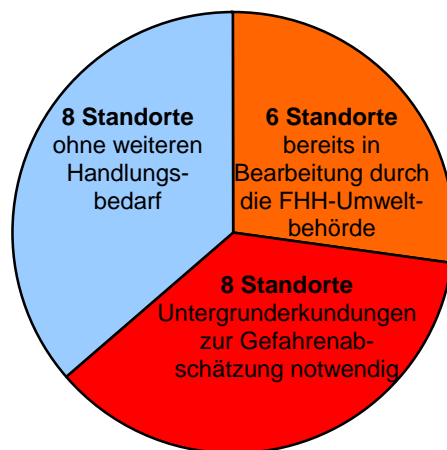 8 Standorte
ohne weiteren
Handlungs-
bedarf
6 Standorte
bereits in
Bearbeitung durch
die FHH-Umwelt-
behörde
8 Standorte
Untergrunderkundungen
zur Gefahrenab-
schätzung notwendig